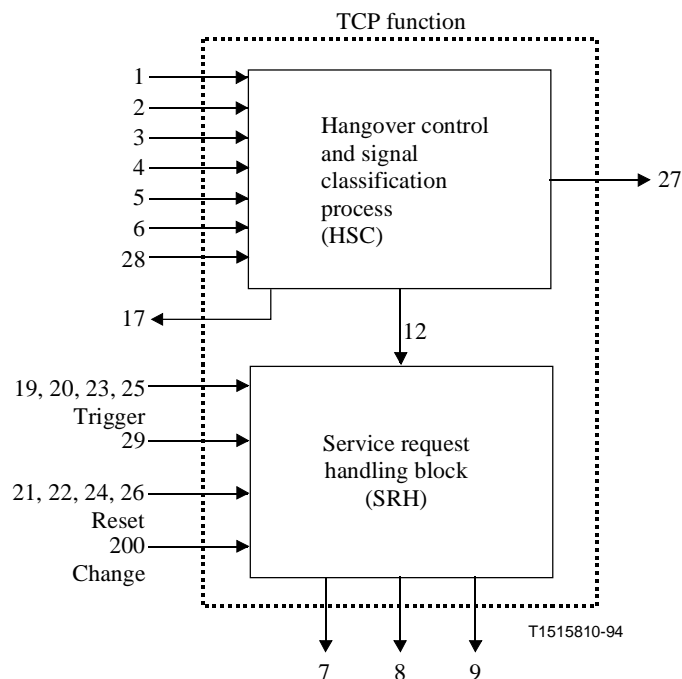 TCP function
1
2
3
4
5
6
28
Hangover control
and signal
classification
process
(HSC)
27
17
12
19, 20, 23, 25
Trigger
29
21, 22, 24, 26
Reset
200
Change
Service request
handling block
(SRH)
T1515810-94
7
8
9